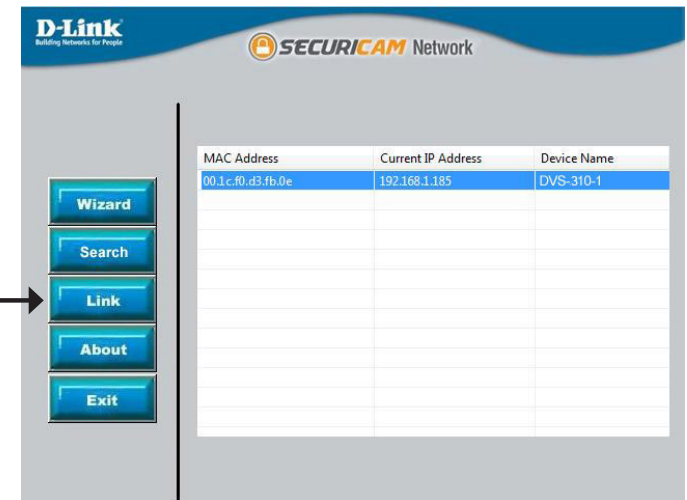 D-Link
Building Networks for People
SECURICAM Network
MAC Address Current IP Address Device Name
00.1c.f0.d3.fb.0e 192.168.1.185 DVS-310-1
Wizard
Search
Link
About
Exit